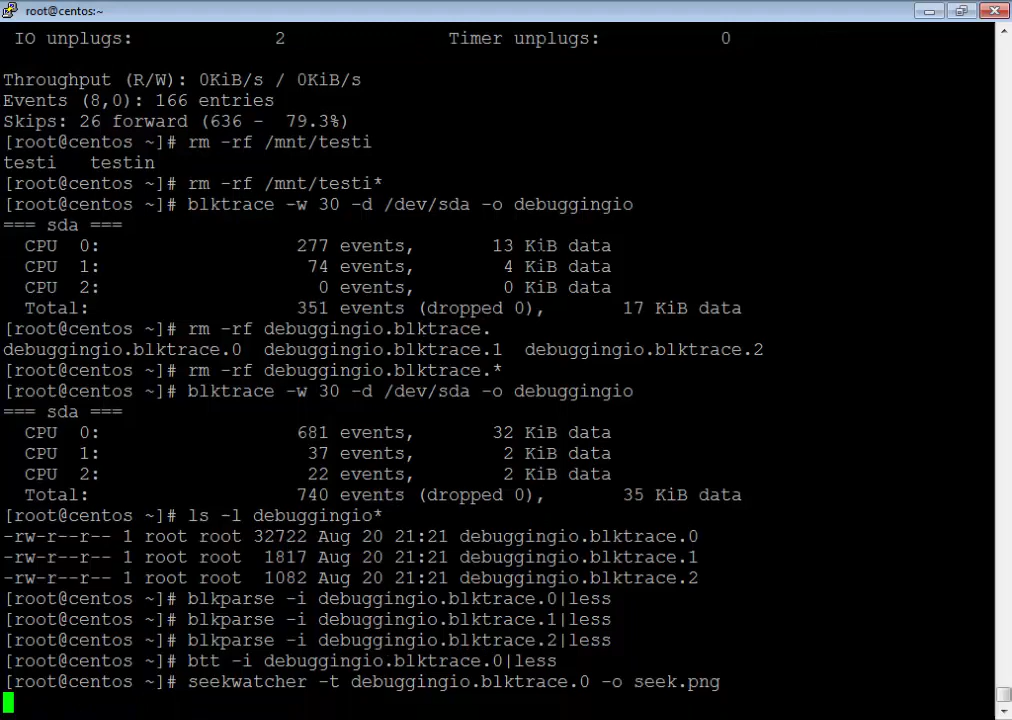 root@centos:~
IO unplugs: 2 Timer unplugs: 0
Throughput (R/W): 0KiB/s / 0KiB/s
Events (8,0): 166 entries
Skips: 26 forward (636 - 79.3%)
[root@centos ~]# rm -rf /mnt/testi
testi testin
[root@centos ~]# rm -rf /mnt/testi*
[root@centos ~]# blktrace -w 30 -d /dev/sda -o debuggingio
=== sda ===
CPU 0: 277 events, 13 KiB data
CPU 1: 74 events, 4 KiB data
CPU 2: 0 events, 0 KiB data
Total: 351 events (dropped 0), 17 KiB data
[root@centos ~]# rm -rf debuggingio.blktrace.
debuggingio.blktrace.0 debuggingio.blktrace.1 debuggingio.blktrace.2
[root@centos ~]# rm -rf debuggingio.blktrace.*
[root@centos ~]# blktrace -w 30 -d /dev/sda -o debuggingio
=== sda ===
CPU 0: 681 events, 32 KiB data
CPU 1: 37 events, 2 KiB data
CPU 2: 22 events, 2 KiB data
Total: 740 events (dropped 0), 35 KiB data
[root@centos ~]# ls -l debuggingio*
-rw-r--r-- 1 root root 32722 Aug 20 21:21 debuggingio.blktrace.0
-rw-r--r-- 1 root root 1817 Aug 20 21:21 debuggingio.blktrace.1
-rw-r--r-- 1 root root 1082 Aug 20 21:21 debuggingio.blktrace.2
[root@centos ~]# blkparse -i debuggingio.blktrace.0|less
[root@centos ~]# blkparse -i debuggingio.blktrace.1|less
[root@centos ~]# blkparse -i debuggingio.blktrace.2|less
[root@centos ~]# btt -i debuggingio.blktrace.0|less
[root@centos ~]# seekwatcher -t debuggingio.blktrace.0 -o seek.png